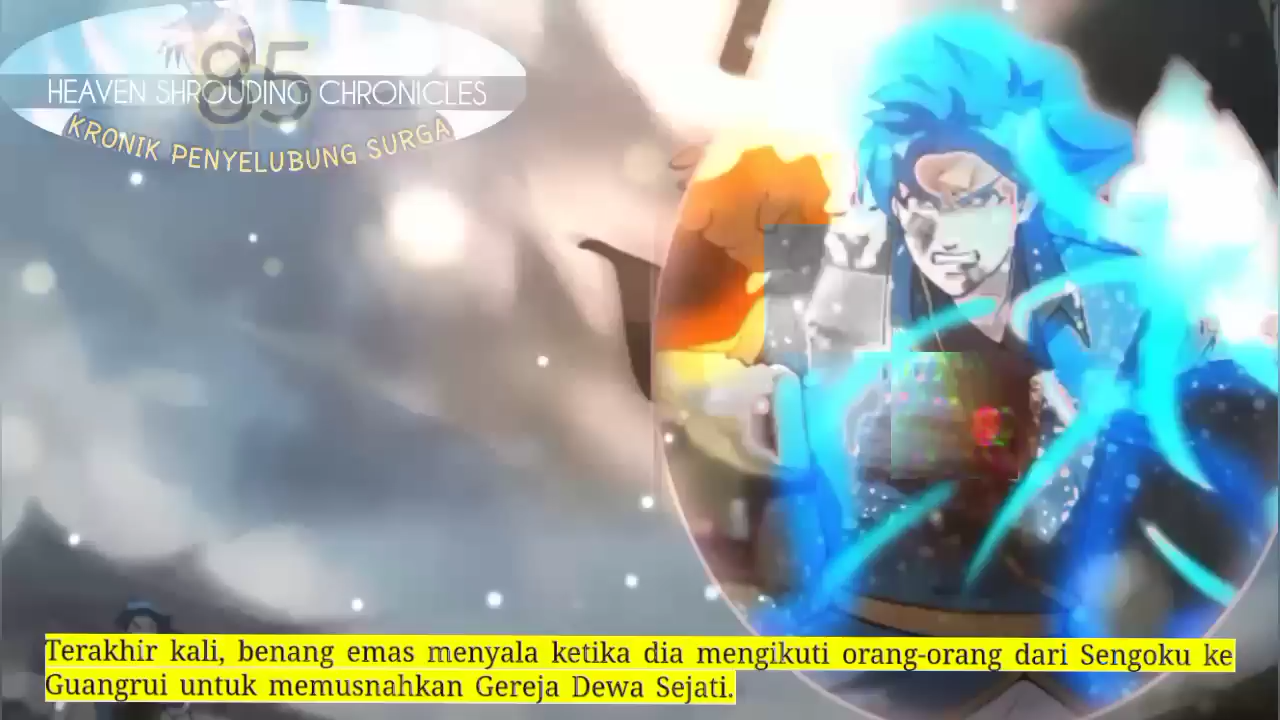 85
HEAVEN SHROUDING CHRONICLES
KRONIK PENYELUBUNG SURGA
Terakhir kali, benang emas menyala ketika dia mengikuti orang-orang dari Sengoku ke
Guangrui untuk memusnahkan Gereja Dewa Sejati.